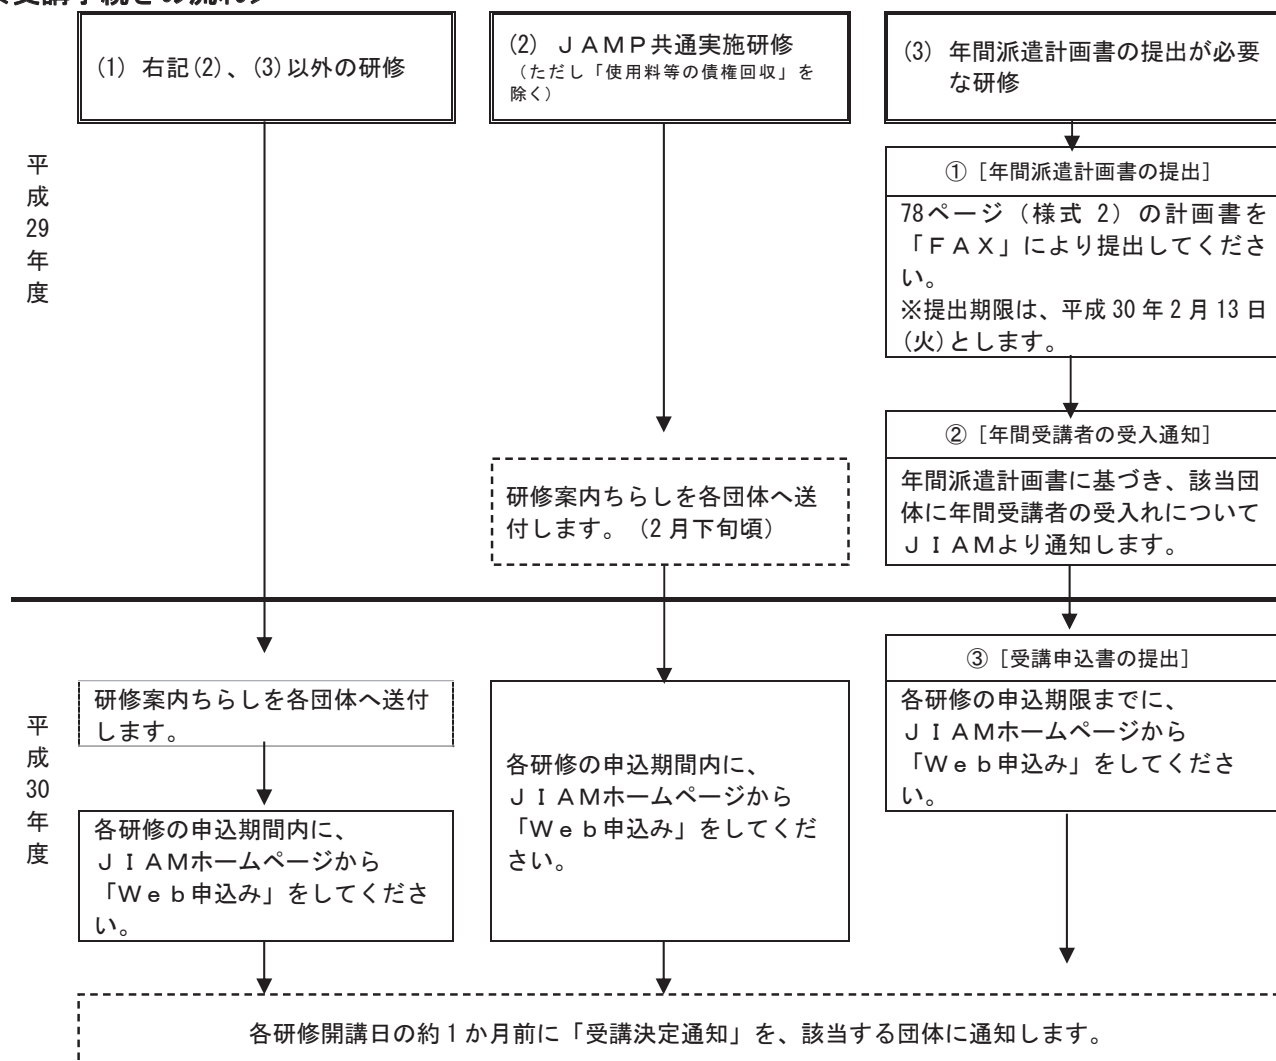 受講手続きの流れ
(1) 右記(2)、(3)以外の研修
(2) ＪＡＭＰ共通実施研修
（ただし「使用料等の債権回収」を
除く）
(3) 年間派遣計画書の提出が必要
な研修
平
成
29
年
度
①［年間派遣計画書の提出］
78ページ（様式 2）の計画書を
「ＦＡＸ」により提出してくださ
い。
※提出期限は、平成 30 年 2 月 13 日
(火)とします。
②［年間受講者の受入通知］
年間派遣計画書に基づき、該当団
体に年間受講者の受入れについて
ＪＩＡＭより通知します。
研修案内ちらしを各団体へ送
付します。（2 月下旬頃）
平
成
30
年
度
研修案内ちらしを各団体へ送付
します。
各研修の申込期間内に、
ＪＩＡＭホームページから
「Ｗｅｂ申込み」をしてくださ
い。
各研修の申込期間内に、
ＪＩＡＭホームページから
「Ｗｅｂ申込み」をしてくだ
さい。
③［受講申込書の提出］
各研修の申込期限までに、
ＪＩＡＭホームページから
「Ｗｅｂ申込み」をしてくださ
い。
各研修開講日の約１か月前に「受講決定通知」を、該当する団体に通知します。